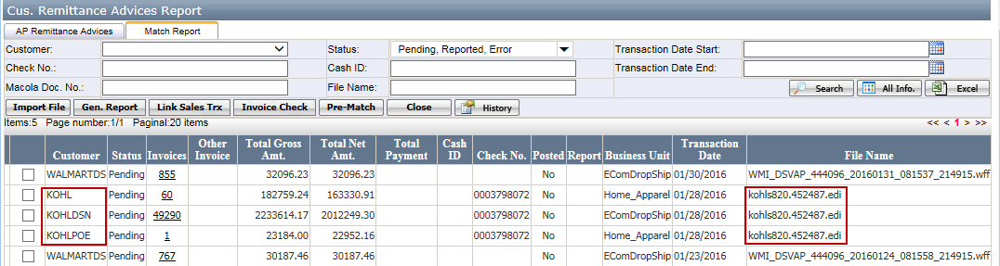 Cus. Remittance Advices Report
AP Remittance Advices Match Report
Customer: Status: Pending, Reported, Error Transaction Date Start:
Check No.: Cash ID: Transaction Date End:
Macola Doc. No.: File Name: Search All Info. Excel
Import File Gen. Report Link Sales Trx Invoice Check Pre-Match Close History
Items:5 Page number:1/1 Paginal:20 items << < 1 > >>
Customer Status Invoices Other Invoice Total Gross Amt. Total Net Amt. Total Payment Cash ID Check No. Posted Report Business Unit Transaction Date File Name
WALMARTDS Pending 855 32096.23 32096.23 No EComDropShip 01/30/2016 WMI_DSVAP_444096_20160131_081537_214915.wff
KOHL Pending 60 182759.24 163330.91 0003798072 No Home_Apparel 01/28/2016 kohls820.452487.edi
KOHLDSN Pending 49290 2233614.17 2012249.30 0003798072 No EComDropShip 01/28/2016 kohls820.452487.edi
KOHLPOE Pending 1 23184.00 22952.16 0003798072 No Home_Apparel 01/28/2016 kohls820.452487.edi
WALMARTDS Pending 767 30187.46 30187.46 No EComDropShip 01/23/2016 WMI_DSVAP_444096_20160124_081558_214915.wff